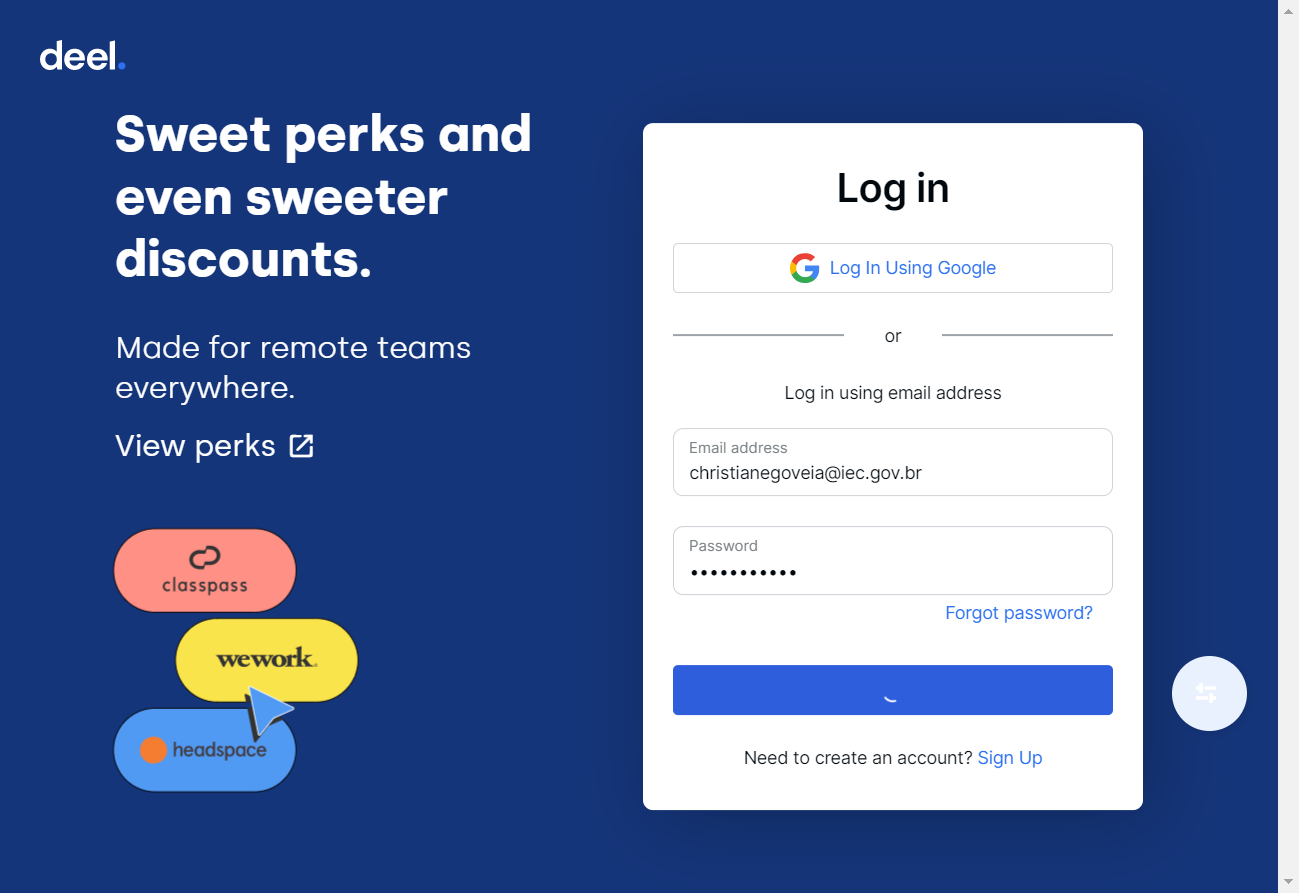 deel.
Sweet perks and
even sweeter
discounts.
Made for remote teams
everywhere.
View perks
classpass
wework
headspace
Log in
Log In Using Google
or
Log in using email address
Email address
christianegoveia@iec.gov.br
Password
•••••••••••
Forgot password?
Need to create an account? Sign Up